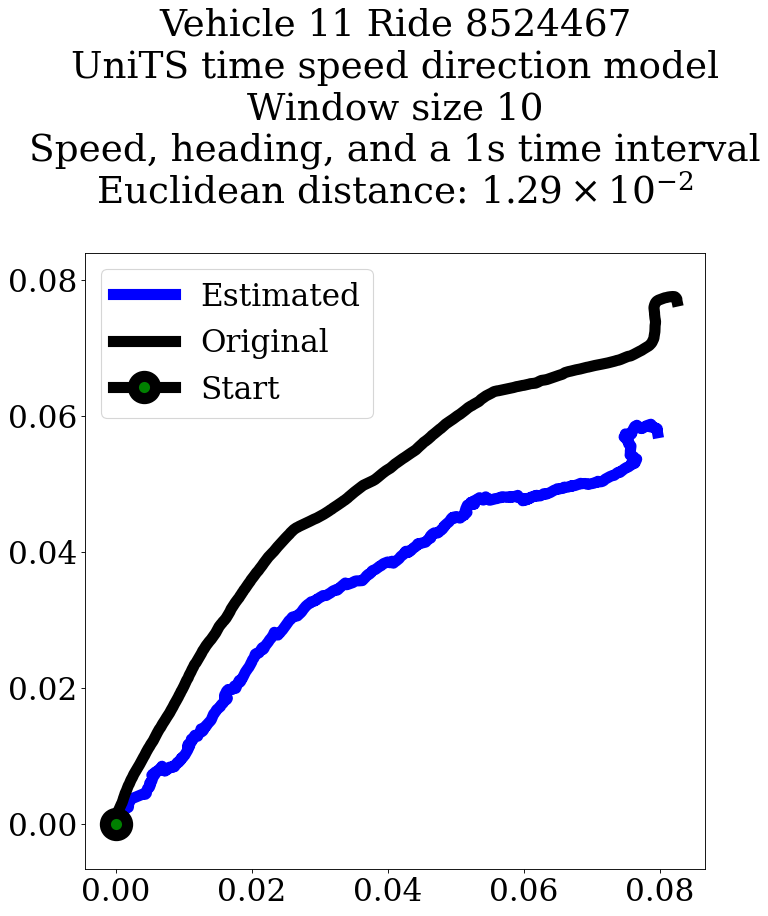 Vehicle 11 Ride 8524467
UniTS time speed direction model
Window size 10
Speed, heading, and a 1s time interval
Euclidean distance: 1.29 × 10⁻²
Estimated
Original
Start
0.08
0.06
0.04
0.02
0.00
0.00 0.02 0.04 0.06 0.08